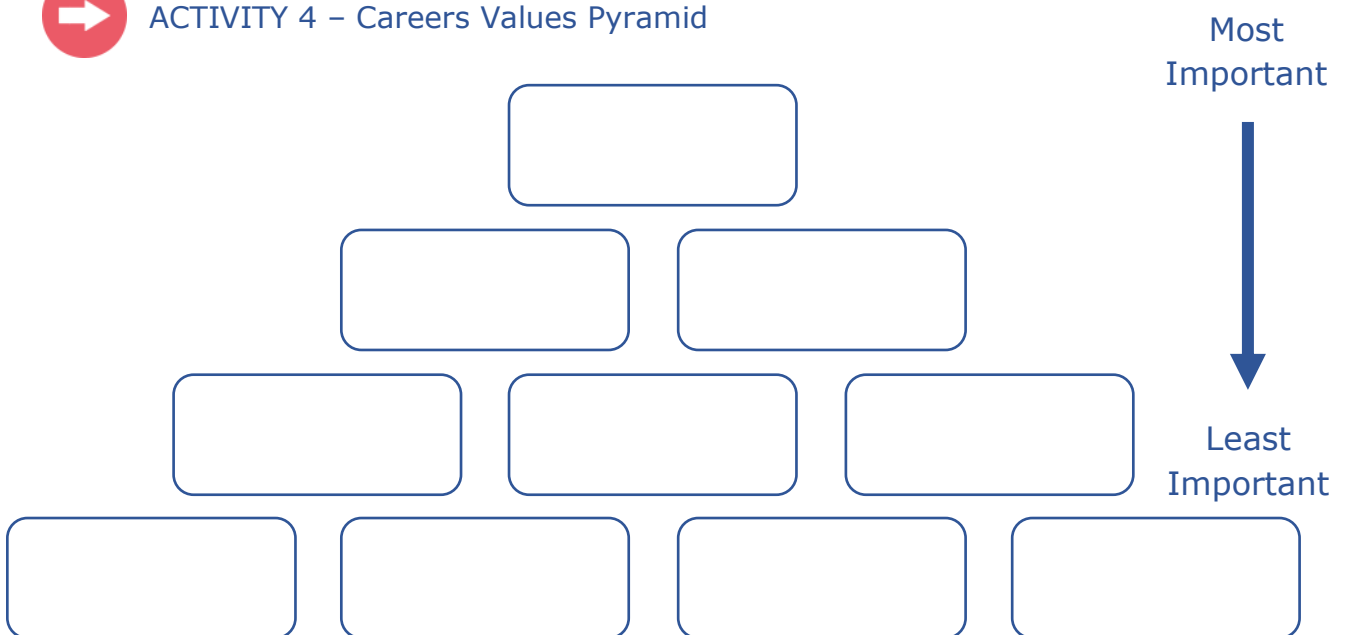 ACTIVITY 4 – Careers Values Pyramid
Most
Important
Least
Important